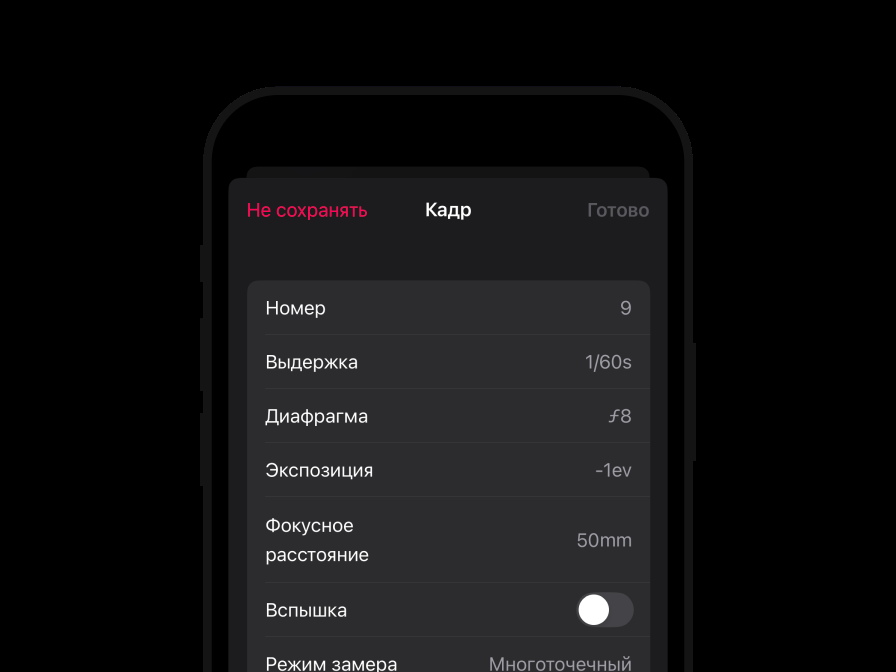 Не сохранять Кадр Готово
Номер 9
Выдержка 1/60s
Диафрагма ƒ8
Экспозиция -1ev
Фокусное
расстояние 50mm
Вспышка
Режим замера Многоточечный